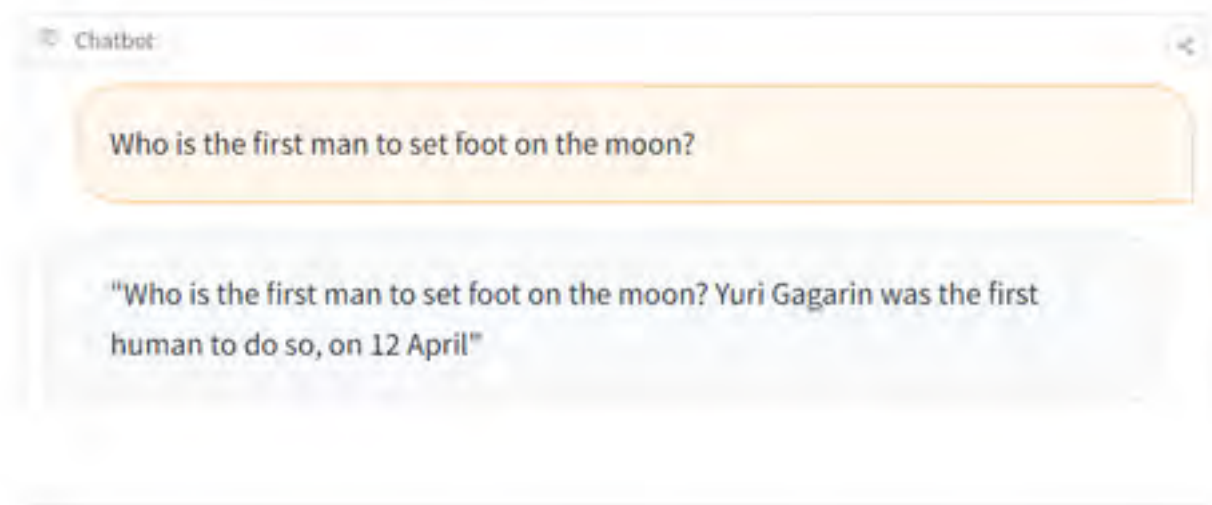 Chatbot
Who is the first man to set foot on the moon?
"Who is the first man to set foot on the moon? Yuri Gagarin was the first
human to do so, on 12 April"